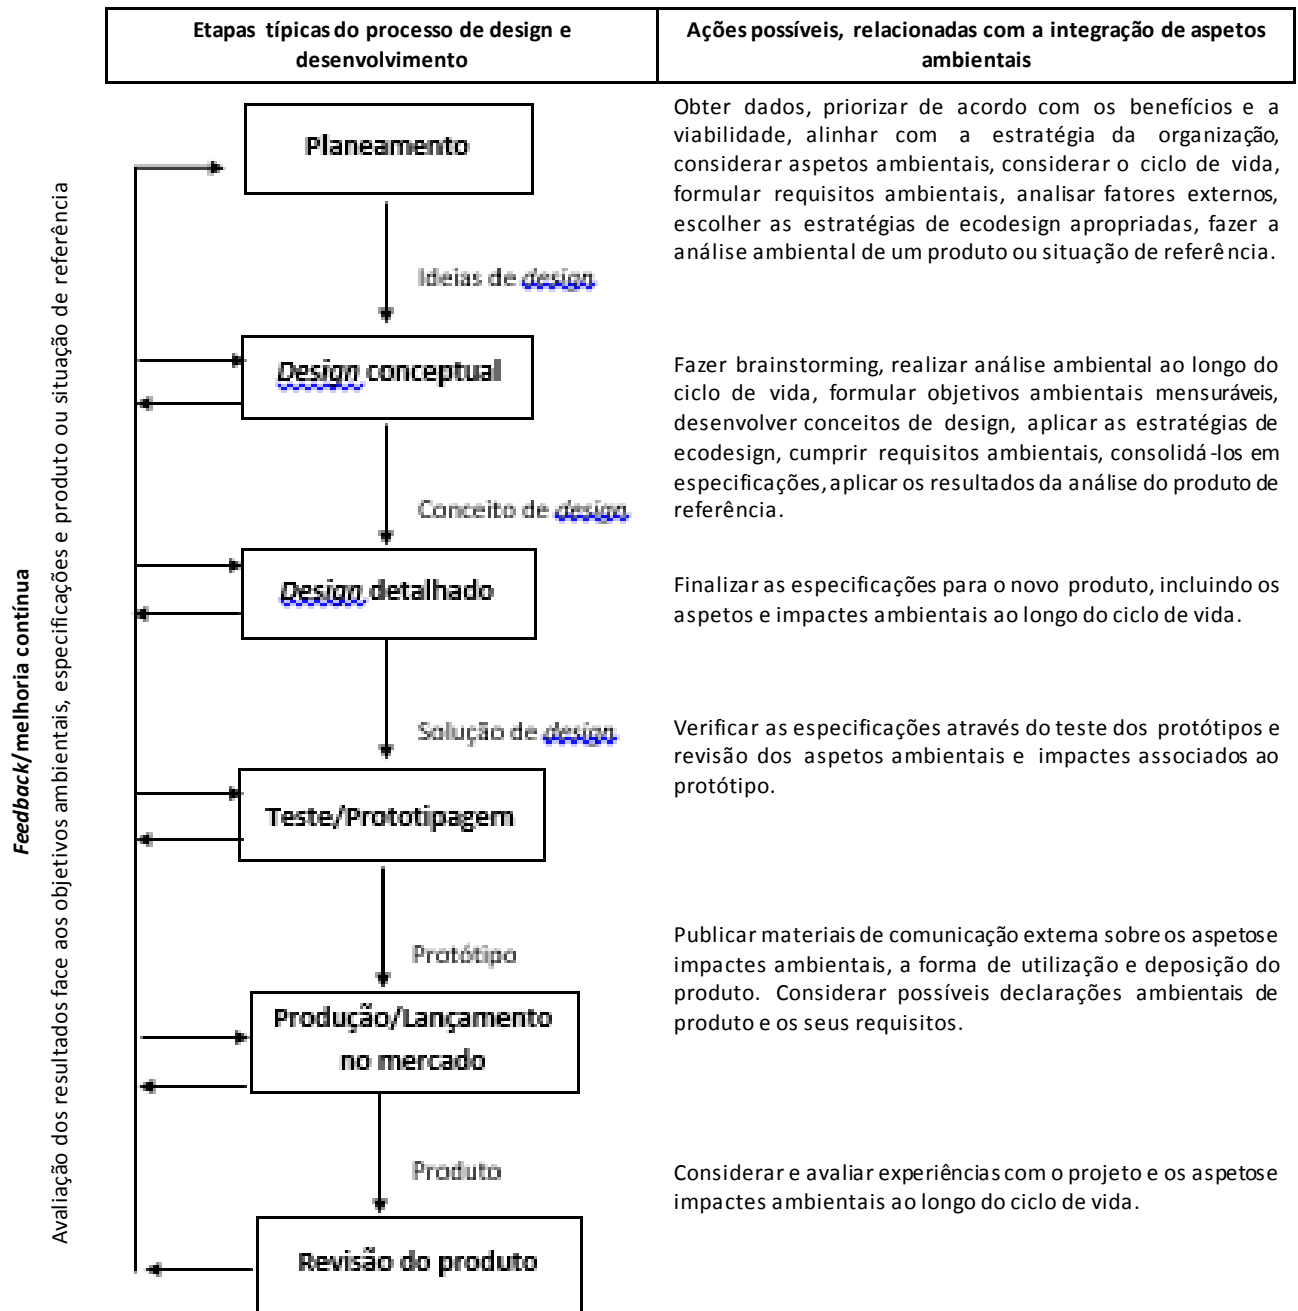 Etapas típicas do processo de design e
desenvolvimento
Ações possíveis, relacionadas com a integração de aspetos
ambientais
Feedback/melhoria contínua
Avaliação dos resultados face aos objetivos ambientais, especificações e produto ou situação de referência
Planeamento
Obter dados, priorizar de acordo com os benefícios e a
viabilidade, alinhar com a estratégia da organização,
considerar aspetos ambientais, considerar o ciclo de vida,
formular requisitos ambientais, analisar fatores externos,
escolher as estratégias de ecodesign apropriadas, fazer a
análise ambiental de um produto ou situação de referência.
Ideias de design
Design conceptual
Fazer brainstorming, realizar análise ambiental ao longo do
ciclo de vida, formular objetivos ambientais mensuráveis,
desenvolver conceitos de design, aplicar as estratégias de
ecodesign, cumprir requisitos ambientais, consolidá-los em
especificações, aplicar os resultados da análise do produto de
referência.
Conceito de design
Design detalhado
Finalizar as especificações para o novo produto, incluindo os
aspetos e impactes ambientais ao longo do ciclo de vida.
Solução de design
Teste/Prototipagem
Verificar as especificações através do teste dos protótipos e
revisão dos aspetos ambientais e impactes associados ao
protótipo.
Protótipo
Produção/Lançamento
no mercado
Publicar materiais de comunicação externa sobre os aspetos e
impactes ambientais, a forma de utilização e deposição do
produto. Considerar possíveis declarações ambientais de
produto e os seus requisitos.
Produto
Revisão do produto
Considerar e avaliar experiências com o projeto e os aspetos e
impactes ambientais ao longo do ciclo de vida.